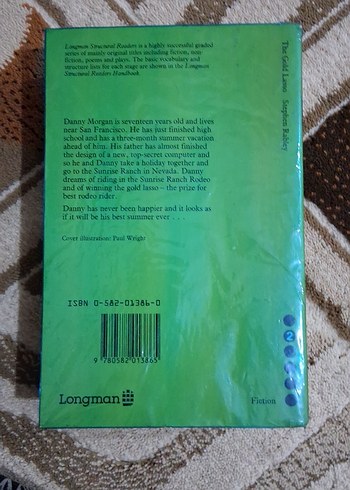 Longman Structural Readers is a highly successful graded
series of mainly original titles including fiction, non-
fiction, poems and plays. The basic vocabulary and
structure lists for each stage are shown in the Longman
Structural Readers Handbook.
Danny Morgan is seventeen years old and lives
near San Francisco. He has just finished high
school and has a three-month summer vacation
ahead of him. His father has almost finished
the design of a new, top-secret computer and
so he and Danny take a holiday together and
go to the Sunrise Ranch in Nevada. Danny
dreams of riding in the Sunrise Ranch Rodeo
and of winning the gold lasso – the prize for
best rodeo rider.
Danny has never been happier and it looks as
if it will be his best summer ever . . .
Cover illustration: Paul Wright
ISBN 0-582-01386-0
9 780582 013865
Longman
Fiction
The Gold Lasso Stephen Rabley
2